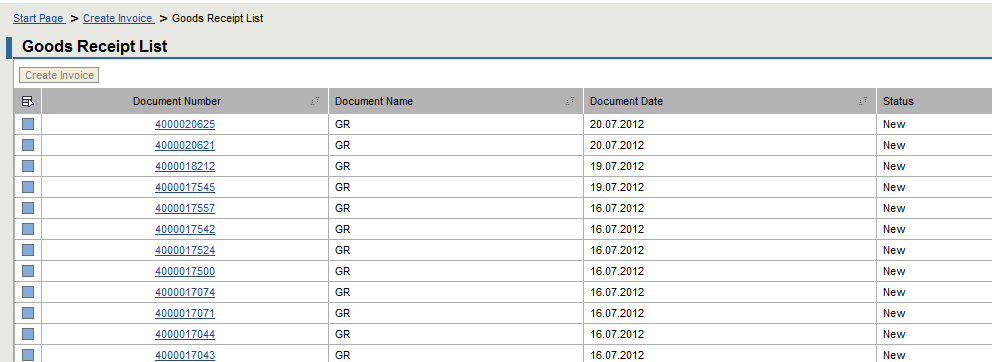 Start Page > Create Invoice > Goods Receipt List
Goods Receipt List
Create Invoice
Document Number Document Name Document Date Status
4000020625 GR 20.07.2012 New
4000020621 GR 20.07.2012 New
4000018212 GR 19.07.2012 New
4000017545 GR 19.07.2012 New
4000017557 GR 16.07.2012 New
4000017542 GR 16.07.2012 New
4000017524 GR 16.07.2012 New
4000017500 GR 16.07.2012 New
4000017074 GR 16.07.2012 New
4000017071 GR 16.07.2012 New
4000017044 GR 16.07.2012 New
4000017043 GR 16.07.2012 New